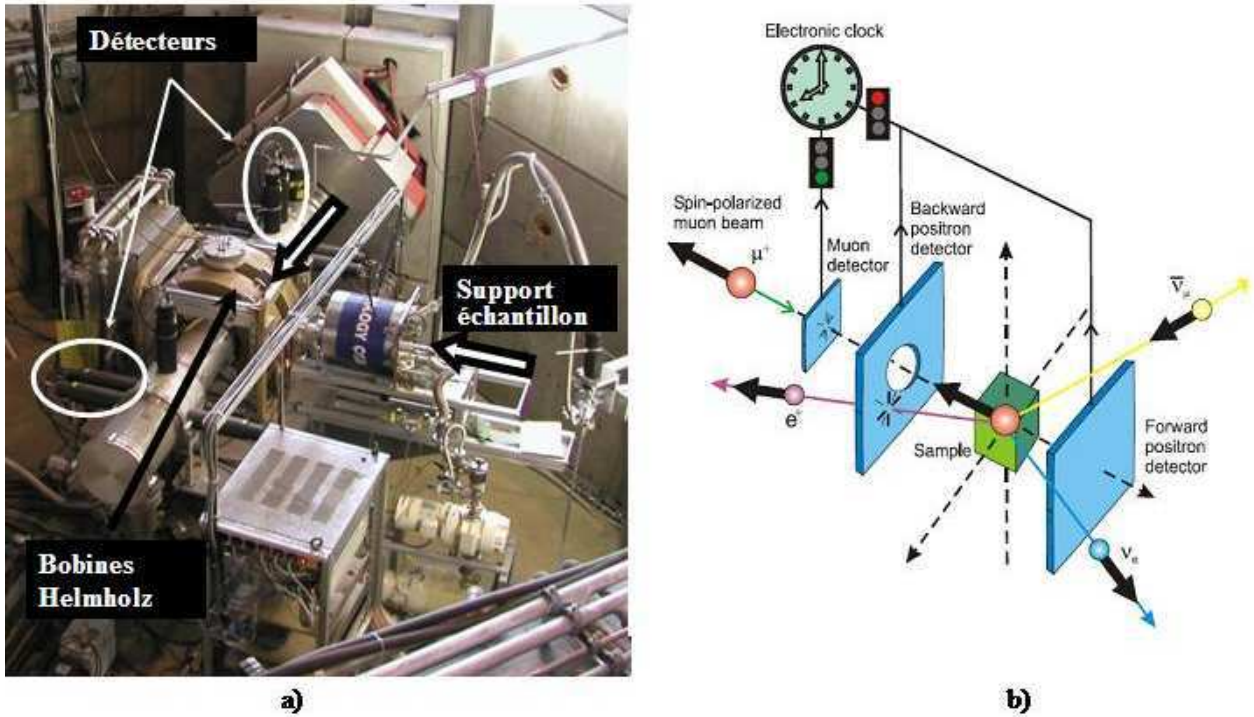 Détecteurs
Support
échantillon
Bobines
Helmholz
a)
Electronic clock
Spin-polarized
muon beam
μ+
Muon
detector
Backward
positron
detector
e+
Sample
Forward
positron
detector
b)